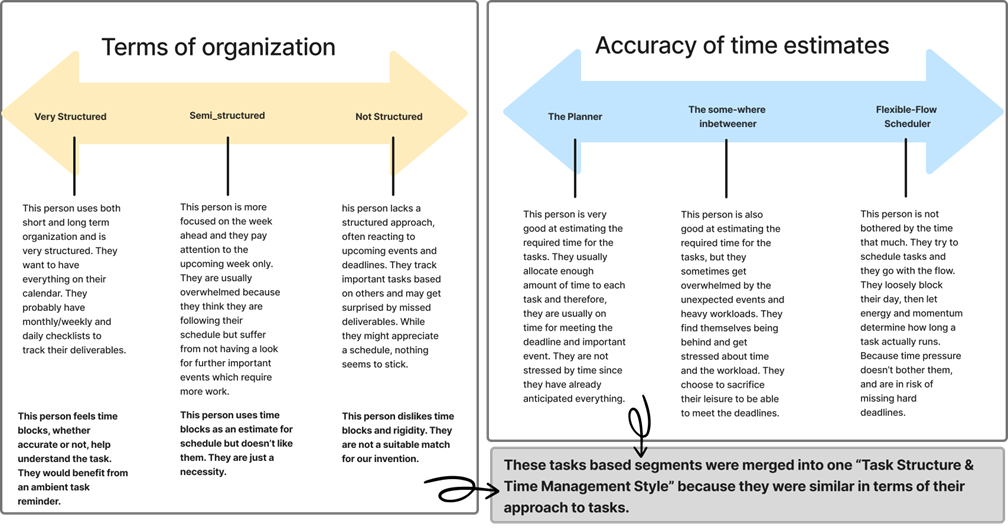 Terms of organization
Very Structured
Semi_structured
Not Structured
This person uses both
short and long term
organization and is
very structured. They
want to have
everything on their
calendar. They
probably have
monthly/weekly and
daily checklists to
track their deliverables.
This person feels time
blocks, whether
accurate or not, help
understand the task.
They would benefit from
an ambient task
reminder.
This person is more
focused on the week
ahead and they pay
attention to the
upcoming week only.
They are usually
overwhelmed because
they think they are
following their
schedule but suffer
from not having a look
for further important
events which require
more work.
This person uses time
blocks as an estimate for
schedule but doesn't like
them. They are just a
necessity.
his person lacks a
structured approach,
often reacting to
upcoming events and
deadlines. They track
important tasks based
on others and may get
surprised by missed
deliverables. While
they might appreciate
a schedule, nothing
seems to stick.
This person dislikes time
blocks and rigidity. They
are not a suitable match
for our invention.
Accuracy of time estimates
The Planner
The some-where
inbetweener
Flexible-Flow
Scheduler
This person is very
good at estimating the
required time for the
tasks. They usually
allocate enough
amount of time to each
task and therefore,
they are usually on
time for meeting the
deadline and important
event. They are not
stressed by time since
they have already
anticipated everything.
This person is also
good at estimating the
required time for the
tasks, but they
sometimes get
overwhelmed by the
unexpected events and
heavy workloads. They
find themselves being
behind and get
stressed about time
and the workload. They
choose to sacrifice
their leisure to be able
to meet the deadlines.
This person is not
bothered by the time
that much. They try to
schedule tasks and
they go with the flow.
They loosely block
their day, then let
energy and momentum
determine how long a
task actually runs.
Because time pressure
doesn't bother them,
and are in risk of
missing hard
deadlines.
These tasks based segments were merged into one “Task Structure &
Time Management Style” because they were similar in terms of their
approach to tasks.